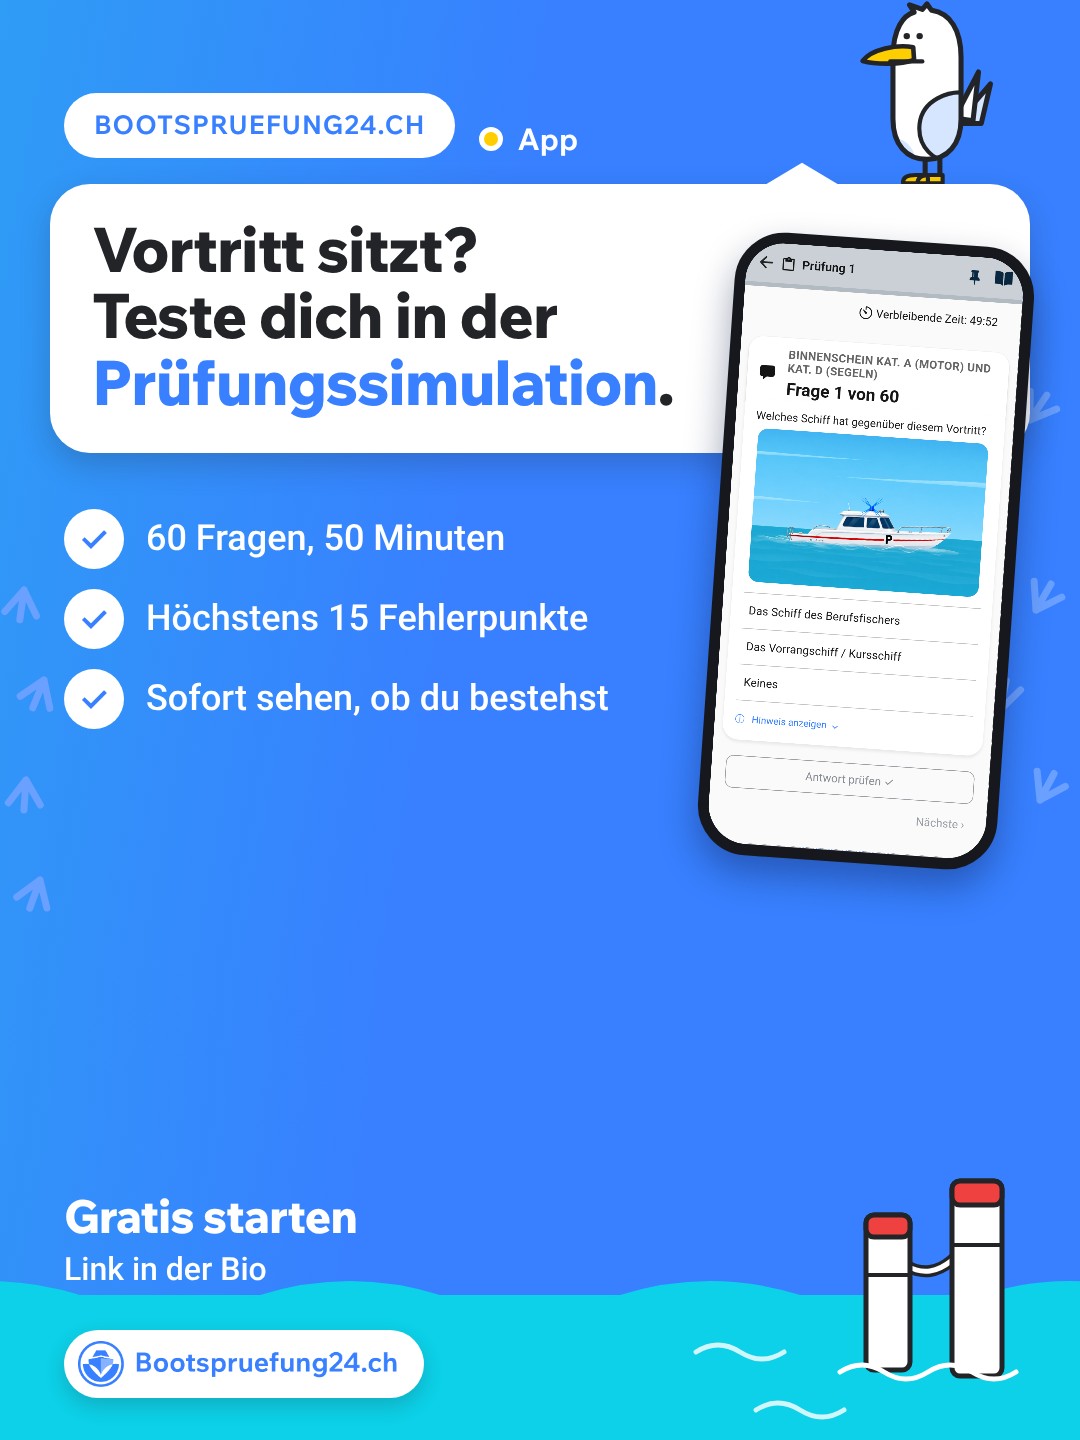 BOOTSPRUEFUNG24.CH
App
Vortritt sitzt?
Teste dich in der
Prüfungssimulation.
60 Fragen, 50 Minuten
Höchstens 15 Fehlerpunkte
Sofort sehen, ob du bestehst
Prüfung 1
Verbleibende Zeit: 49:52
BINNENSCHEIN KAT. A (MOTOR) UND
KAT. D (SEGELN)
Frage 1 von 60
Welches Schiff hat gegenüber diesem Vortritt?
P
Das Schiff des Berufsfischers
Das Vorrangschiff / Kursschiff
Keines
Hinweis anzeigen
Antwort prüfen
Nächste ›
Gratis starten
Link in der Bio
Bootspruefung24.ch